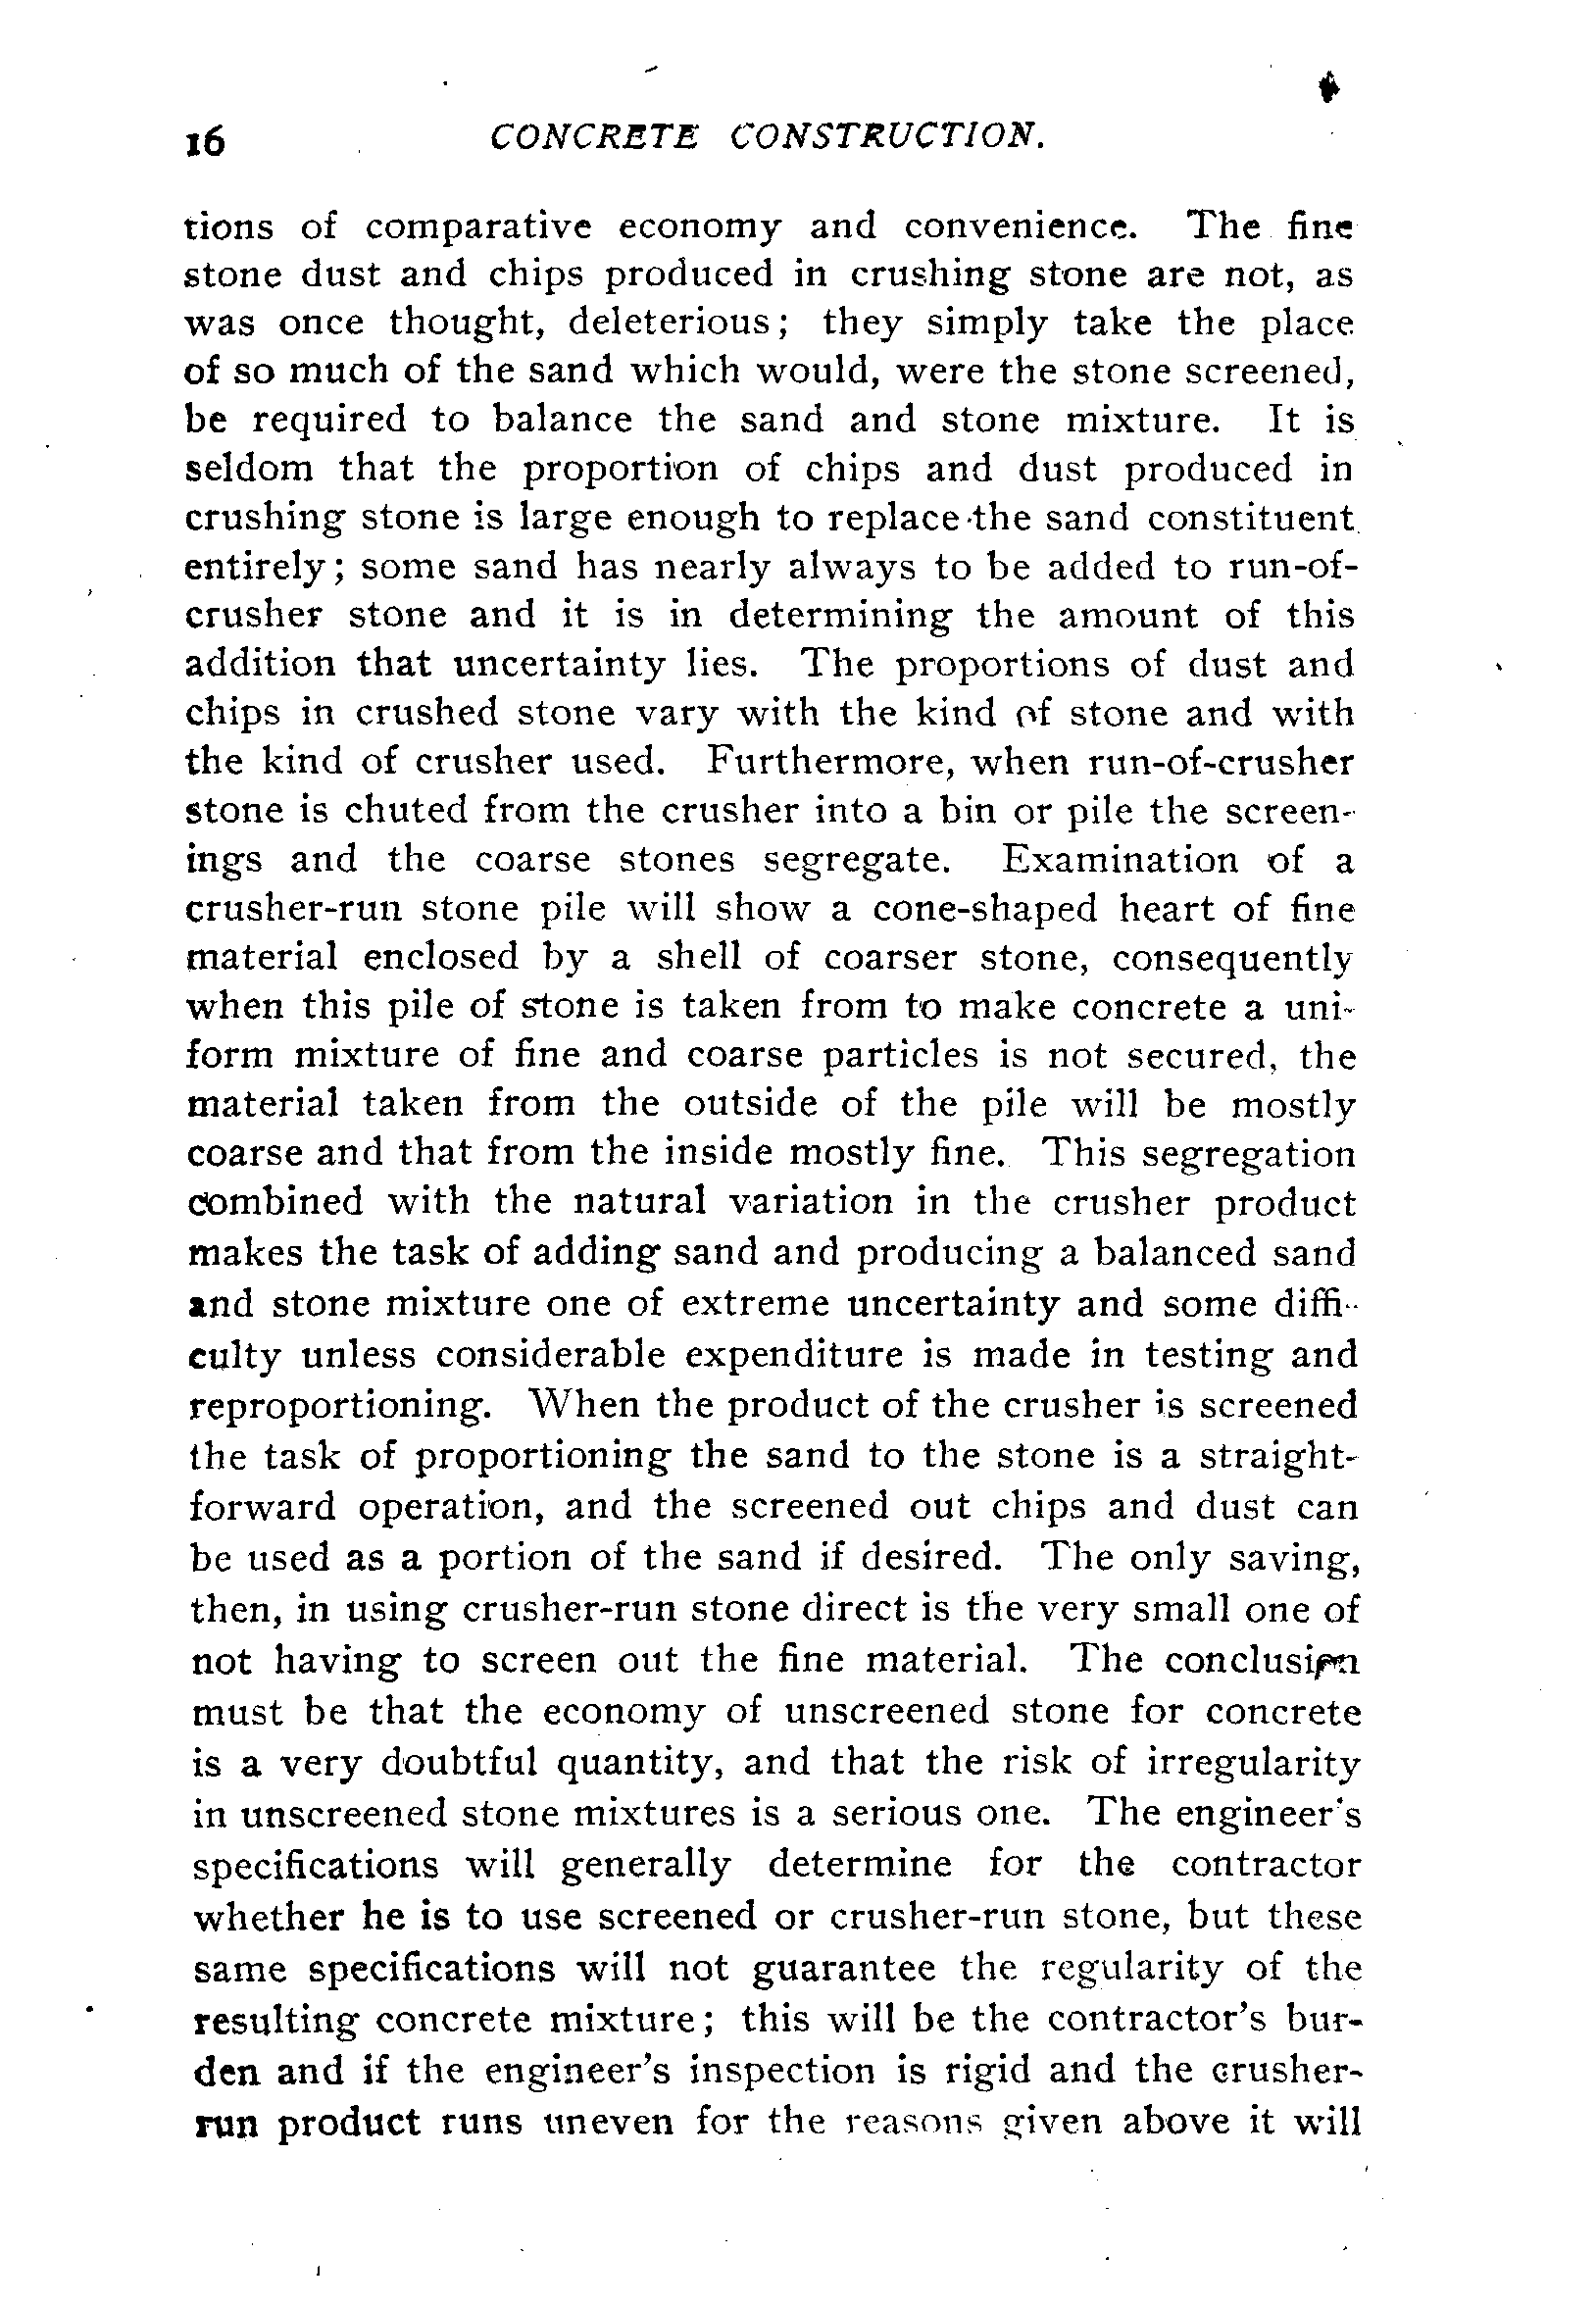 16 CONCRETE CONSTRUCTION.
tions of comparative economy and convenience. The fine
stone dust and chips produced in crushing stone are not, as
was once thought, deleterious; they simply take the place
of so much of the sand which would, were the stone screened,
be required to balance the sand and stone mixture. It is
seldom that the proportion of chips and dust produced in
crushing stone is large enough to replace the sand constituent
entirely; some sand has nearly always to be added to run-of-
crusher stone and it is in determining the amount of this
addition that uncertainty lies. The proportions of dust and
chips in crushed stone vary with the kind of stone and with
the kind of crusher used. Furthermore, when run-of-crusher
stone is chuted from the crusher into a bin or pile the screen-
ings and the coarse stones segregate. Examination of a
crusher-run stone pile will show a cone-shaped heart of fine
material enclosed by a shell of coarser stone, consequently
when this pile of stone is taken from to make concrete a uni-
form mixture of fine and coarse particles is not secured, the
material taken from the outside of the pile will be mostly
coarse and that from the inside mostly fine. This segregation
combined with the natural variation in the crusher product
makes the task of adding sand and producing a balanced sand
and stone mixture one of extreme uncertainty and some diffi-
culty unless considerable expenditure is made in testing and
reproportioning. When the product of the crusher is screened
the task of proportioning the sand to the stone is a straight-
forward operation, and the screened out chips and dust can
be used as a portion of the sand if desired. The only saving,
then, in using crusher-run stone direct is the very small one of
not having to screen out the fine material. The conclusion
must be that the economy of unscreened stone for concrete
is a very doubtful quantity, and that the risk of irregularity
in unscreened stone mixtures is a serious one. The engineer's
specifications will generally determine for the contractor
whether he is to use screened or crusher-run stone, but these
same specifications will not guarantee the regularity of the
resulting concrete mixture; this will be the contractor's bur-
den and if the engineer's inspection is rigid and the crusher-
run product runs uneven for the reasons given above it will